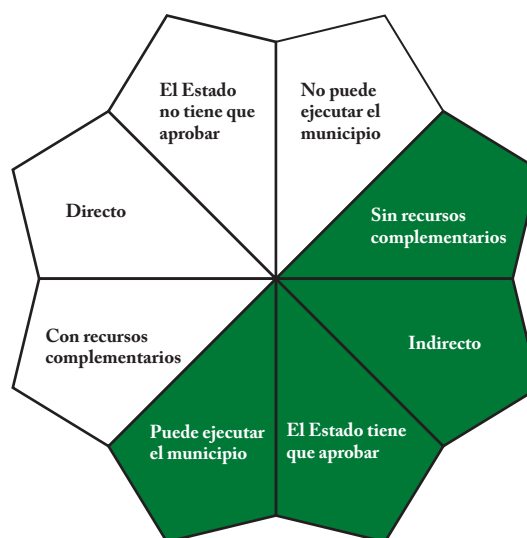 El Estado
no tiene que
aprobar
No puede
ejecutar el
municipio
Directo
Sin recursos
complementarios
Con recursos
complementarios
Indirecto
Puede ejecutar
el municipio
El Estado tiene
que aprobar